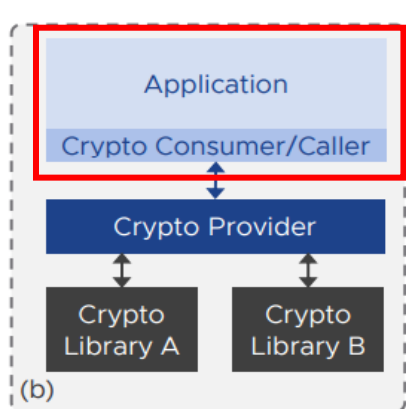 Application
Crypto Consumer/Caller
Crypto Provider
Crypto
Library A
Crypto
Library B
(b)